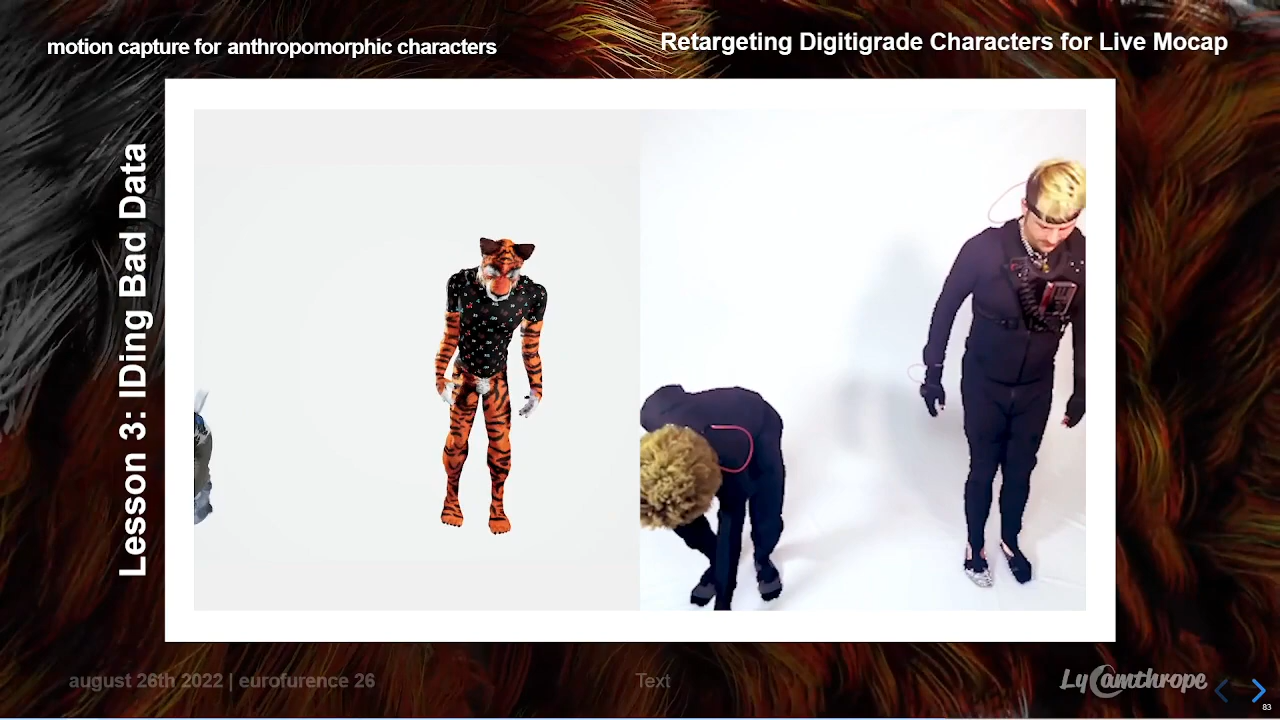 motion capture for anthropomorphic characters
Retargeting Digitigrade Characters for Live Mocap
Lesson 3: IDing Bad Data
august 26th 2022 | eurofurence 26
Text
LyCamthrope
83